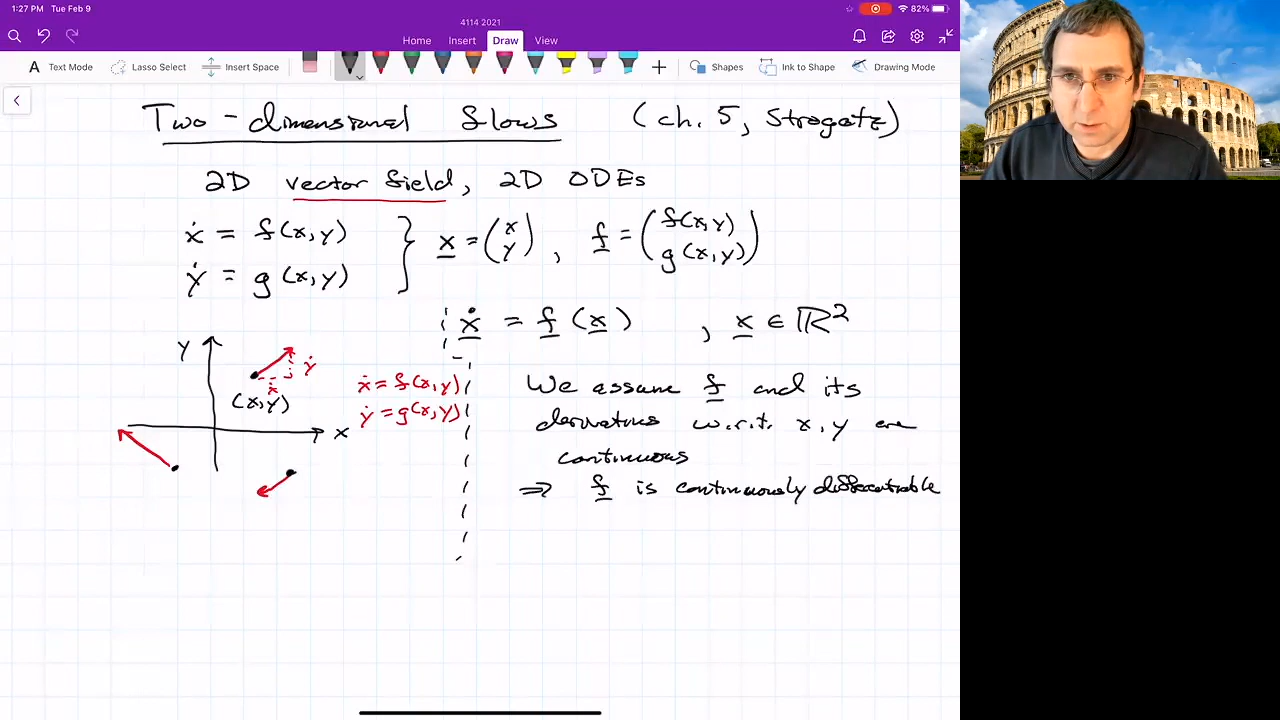 1:27 PM Tue Feb 9
82%
4114 2021
Home Insert Draw View
Text Mode Lasso Select Insert Space Shapes Ink to Shape Drawing Mode
Two-dimensional flows (ch. 5, Strogatz)
2D vector field, 2D ODEs
ẋ = f(x,y) } x = (x y), f = (f(x,y) g(x,y))
ẏ = g(x,y)
ẋ = f(x), x ∈ ℝ²
y
ẏ
ẋ
(x,y)
x
ẋ = f(x,y)
ẏ = g(x,y)
We assume f and its
derivatives w.r.t. x, y are
continuous
⇒ f is continuously differentiable